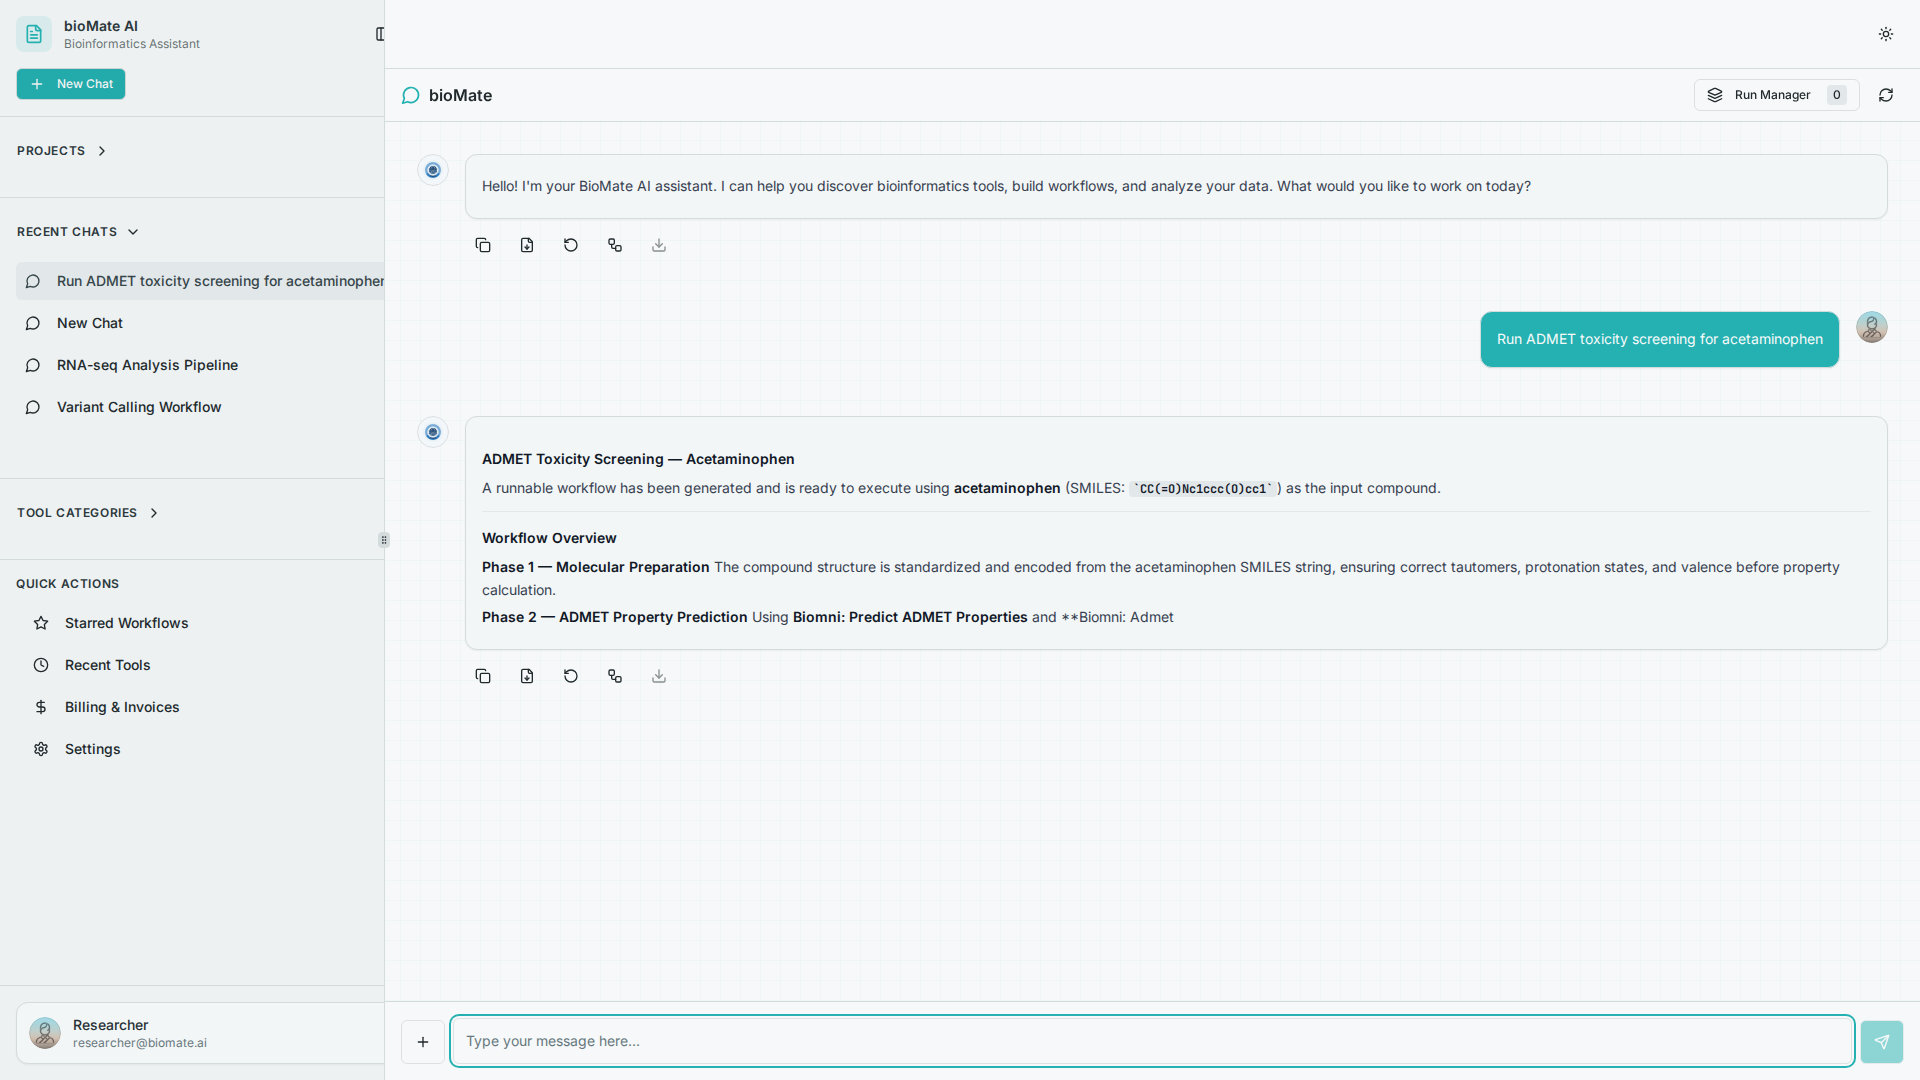 bioMate AI
Bioinformatics Assistant
New Chat
PROJECTS
RECENT CHATS
Run ADMET toxicity screening for acetaminophen
New Chat
RNA-seq Analysis Pipeline
Variant Calling Workflow
TOOL CATEGORIES
QUICK ACTIONS
Starred Workflows
Recent Tools
Billing & Invoices
Settings
Researcher
researcher@biomate.ai
bioMate
Run Manager 0
Hello! I'm your BioMate AI assistant. I can help you discover bioinformatics tools, build workflows, and analyze your data. What would you like to work on today?
Run ADMET toxicity screening for acetaminophen
ADMET Toxicity Screening — Acetaminophen
A runnable workflow has been generated and is ready to execute using acetaminophen (SMILES: `CC(=O)Nc1ccc(O)cc1`) as the input compound.
Workflow Overview
Phase 1 — Molecular Preparation The compound structure is standardized and encoded from the acetaminophen SMILES string, ensuring correct tautomers, protonation states, and valence before property
calculation.
Phase 2 — ADMET Property Prediction Using Biomni: Predict ADMET Properties and **Biomni: Admet
Type your message here...